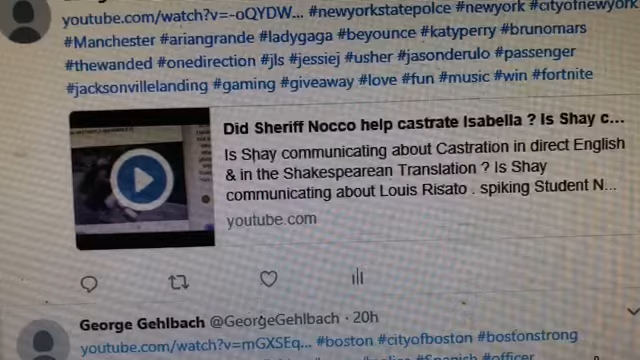 youtube.com/watch?v=-oQYDW... #newyorkstatepolce #newyork #cityofnewyork
#Manchester #ariangrande #ladygaga #beyounce #katyperry #brunomars
#thewanded #onedirection #jls #jessiej #usher #jasonderulo #passenger
#jacksonvillelanding #gaming #giveaway #love #fun #music #win #fortnite
Did Sheriff Nocco help castrate Isabella ? Is Shay c...
Is Shay communicating about Castration in direct English
& in the Shakespearean Translation ? Is Shay
communicating about Louis Risato . spiking Student N...
youtube.com
George Gehlbach @GeorgeGehlbach · 20h
youtube.com/watch?v=mGXSEq... #boston #cityofboston #bostonstrong
#Spanish #officer